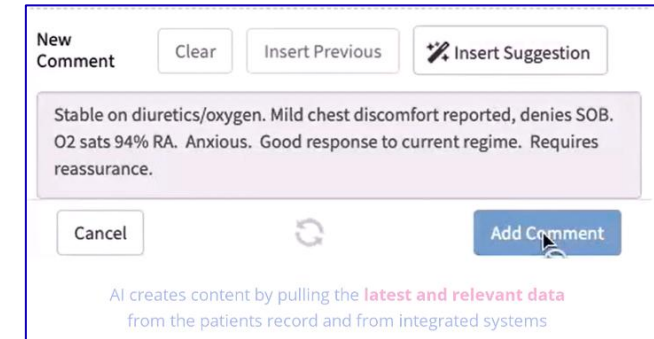 New
Comment
Clear
Insert Previous
Insert Suggestion
Stable on diuretics/oxygen. Mild chest discomfort reported, denies SOB.
O2 sats 94% RA. Anxious. Good response to current regime. Requires
reassurance.
Cancel
Add Comment
AI creates content by pulling the latest and relevant data
from the patients record and from integrated systems